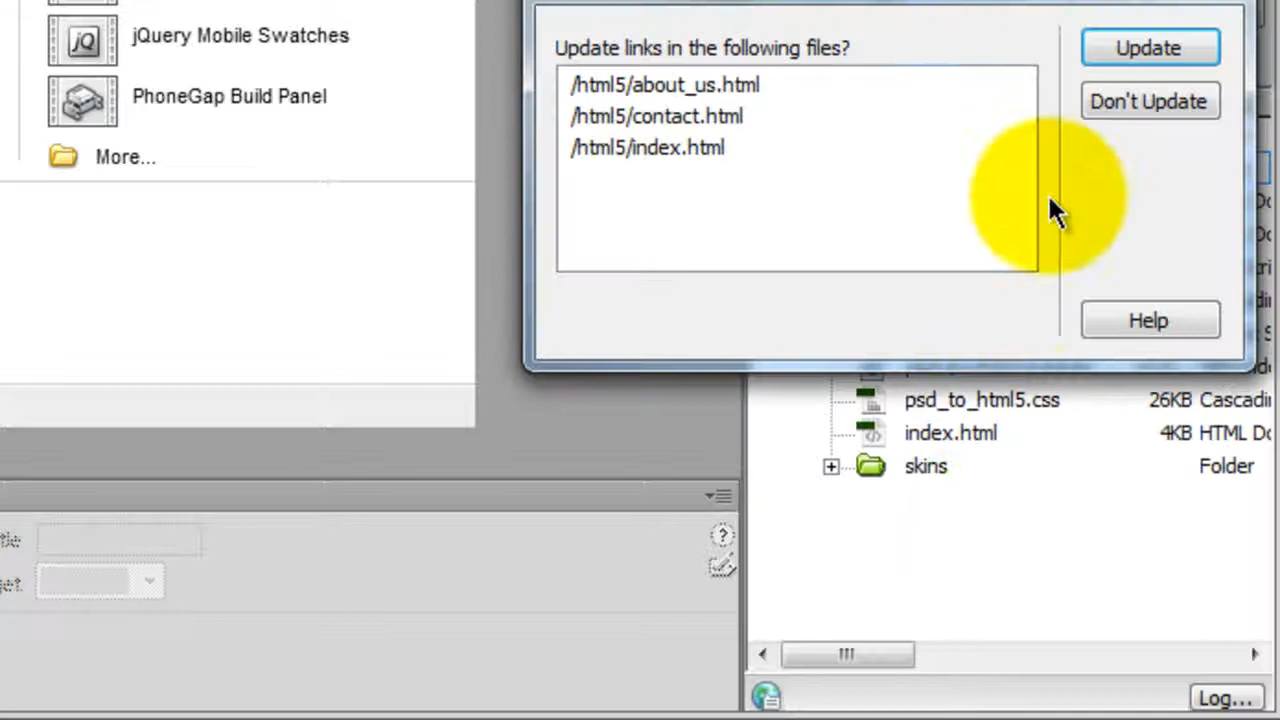 jQuery Mobile Swatches
PhoneGap Build Panel
More...
Update links in the following files?
/html5/about_us.html
/html5/contact.html
/html5/index.html
Update
Don't Update
Help
psd_to_html5.css 26KB Cascadin
index.html 4KB HTML Do
skins Folder
Log...